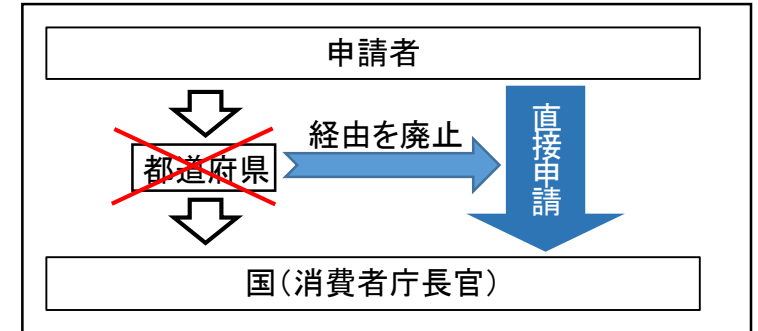 申請者
経由を廃止
直接申請
都道府県
国（消費者庁長官）